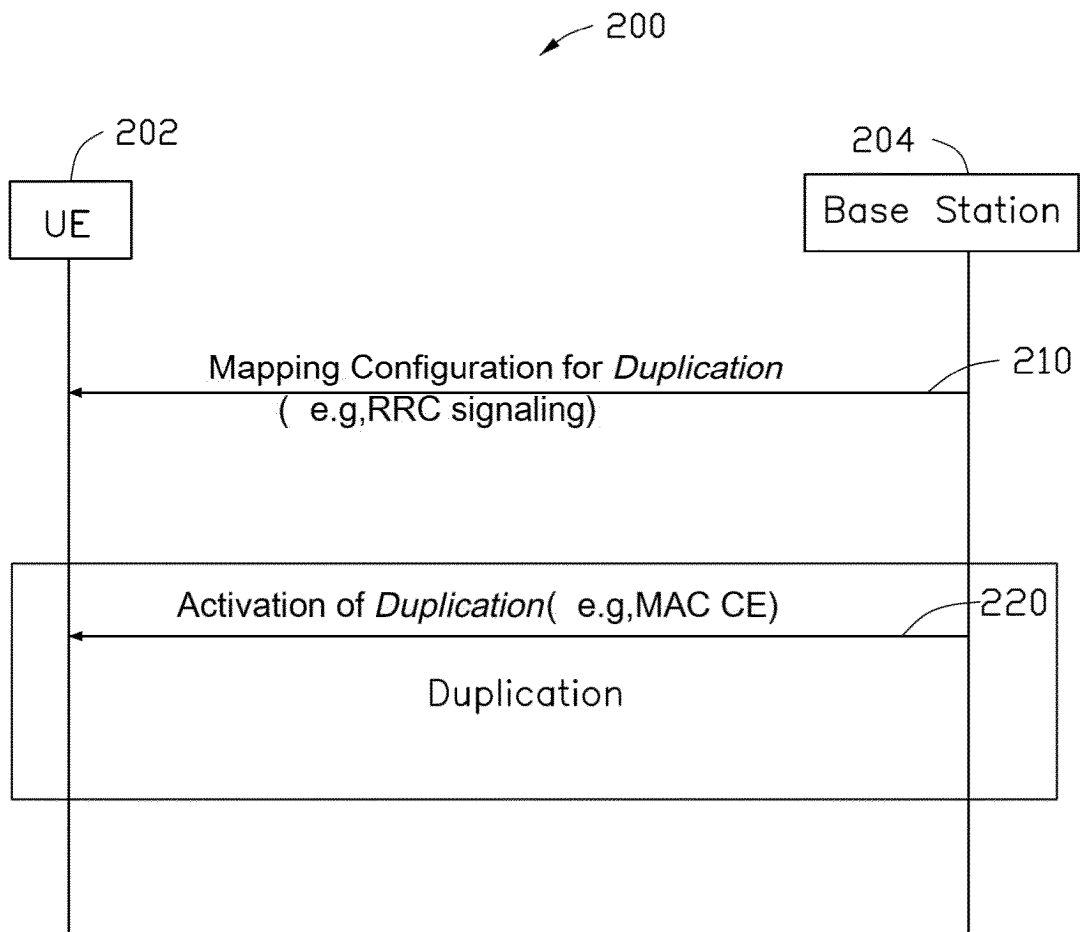 200
202
204
UE
Base Station
Mapping Configuration for Duplication
210
( e.g,RRC signaling)
Activation of Duplication( e.g,MAC CE)
220
Duplication